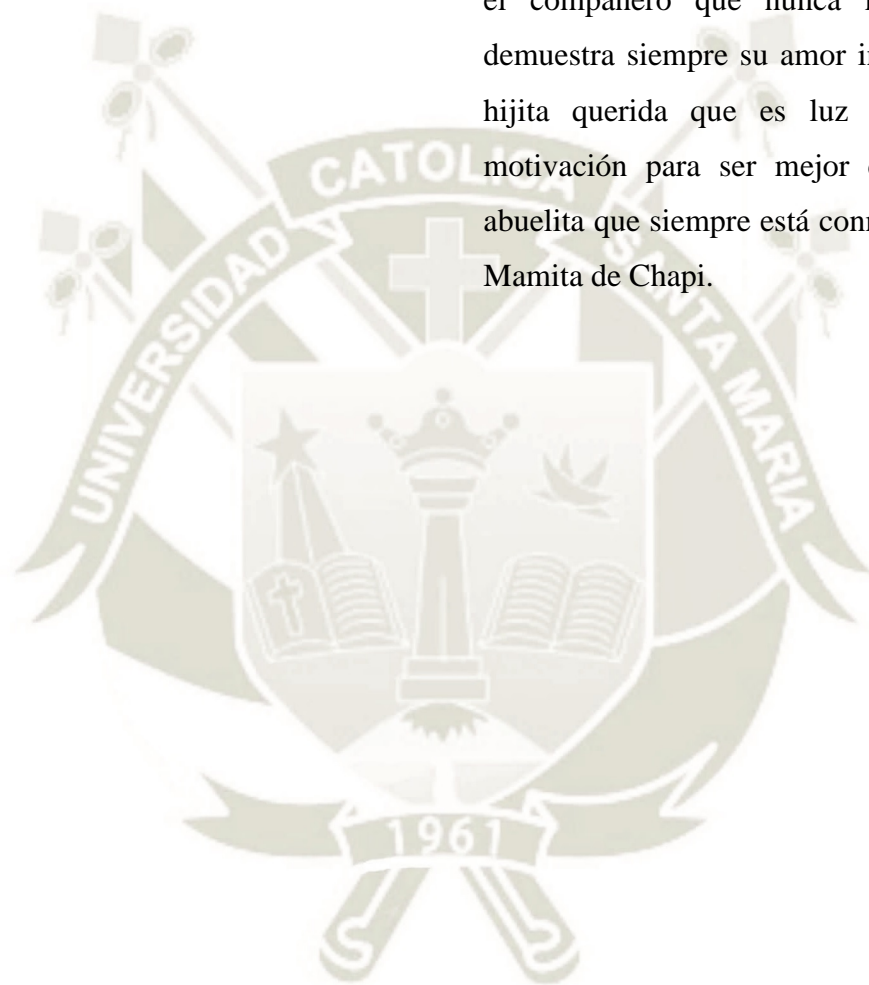 el compañero que nunca
demuestra siempre su amor
hijita querida que es luz
motivación para ser mejor
abuelita que siempre está
Mamita de Chapi.
UNIVERSIDAD CATOLICA SANTA MARIA
1961